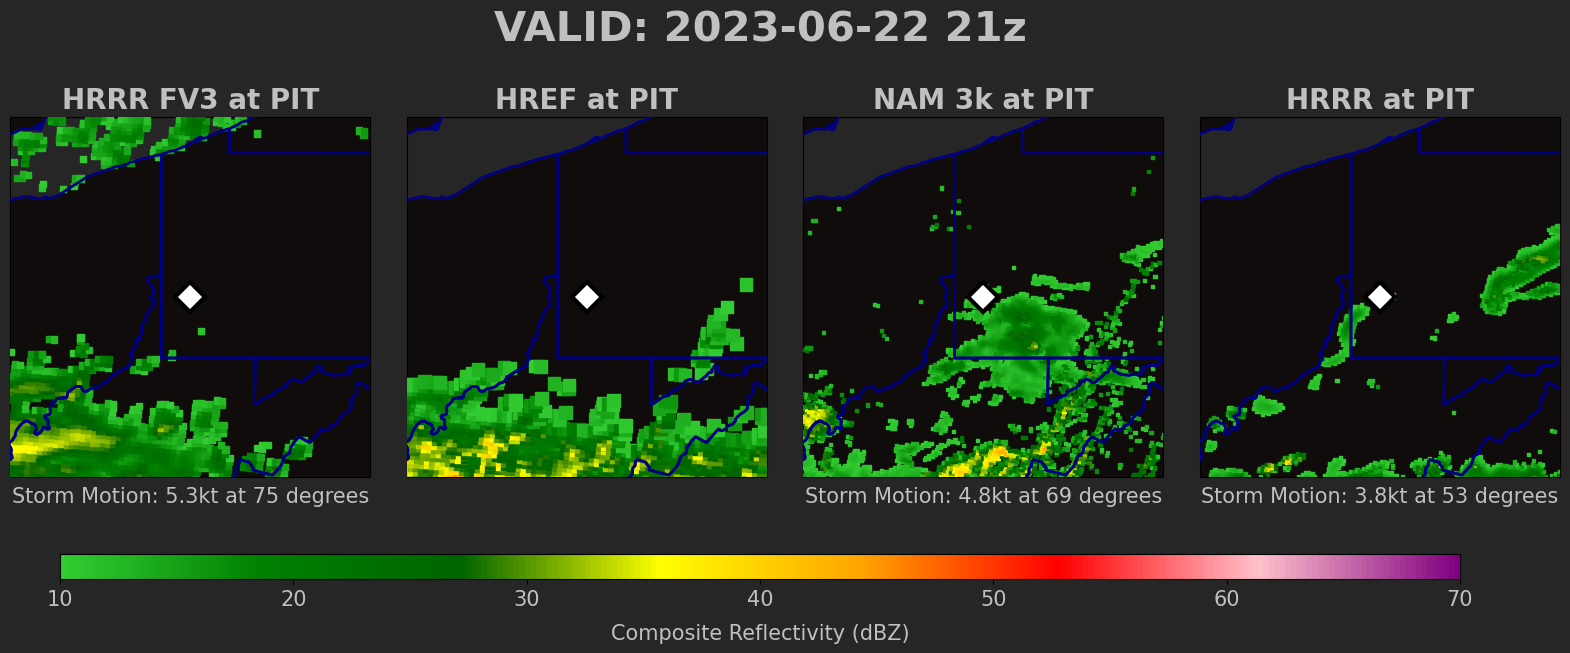 VALID: 2023-06-22 21z
HRRR FV3 at PIT
HREF at PIT
NAM 3k at PIT
HRRR at PIT
Storm Motion: 5.3kt at 75 degrees
Storm Motion: 4.8kt at 69 degrees
Storm Motion: 3.8kt at 53 degrees
10 20 30 40 50 60 70
Composite Reflectivity (dBZ)